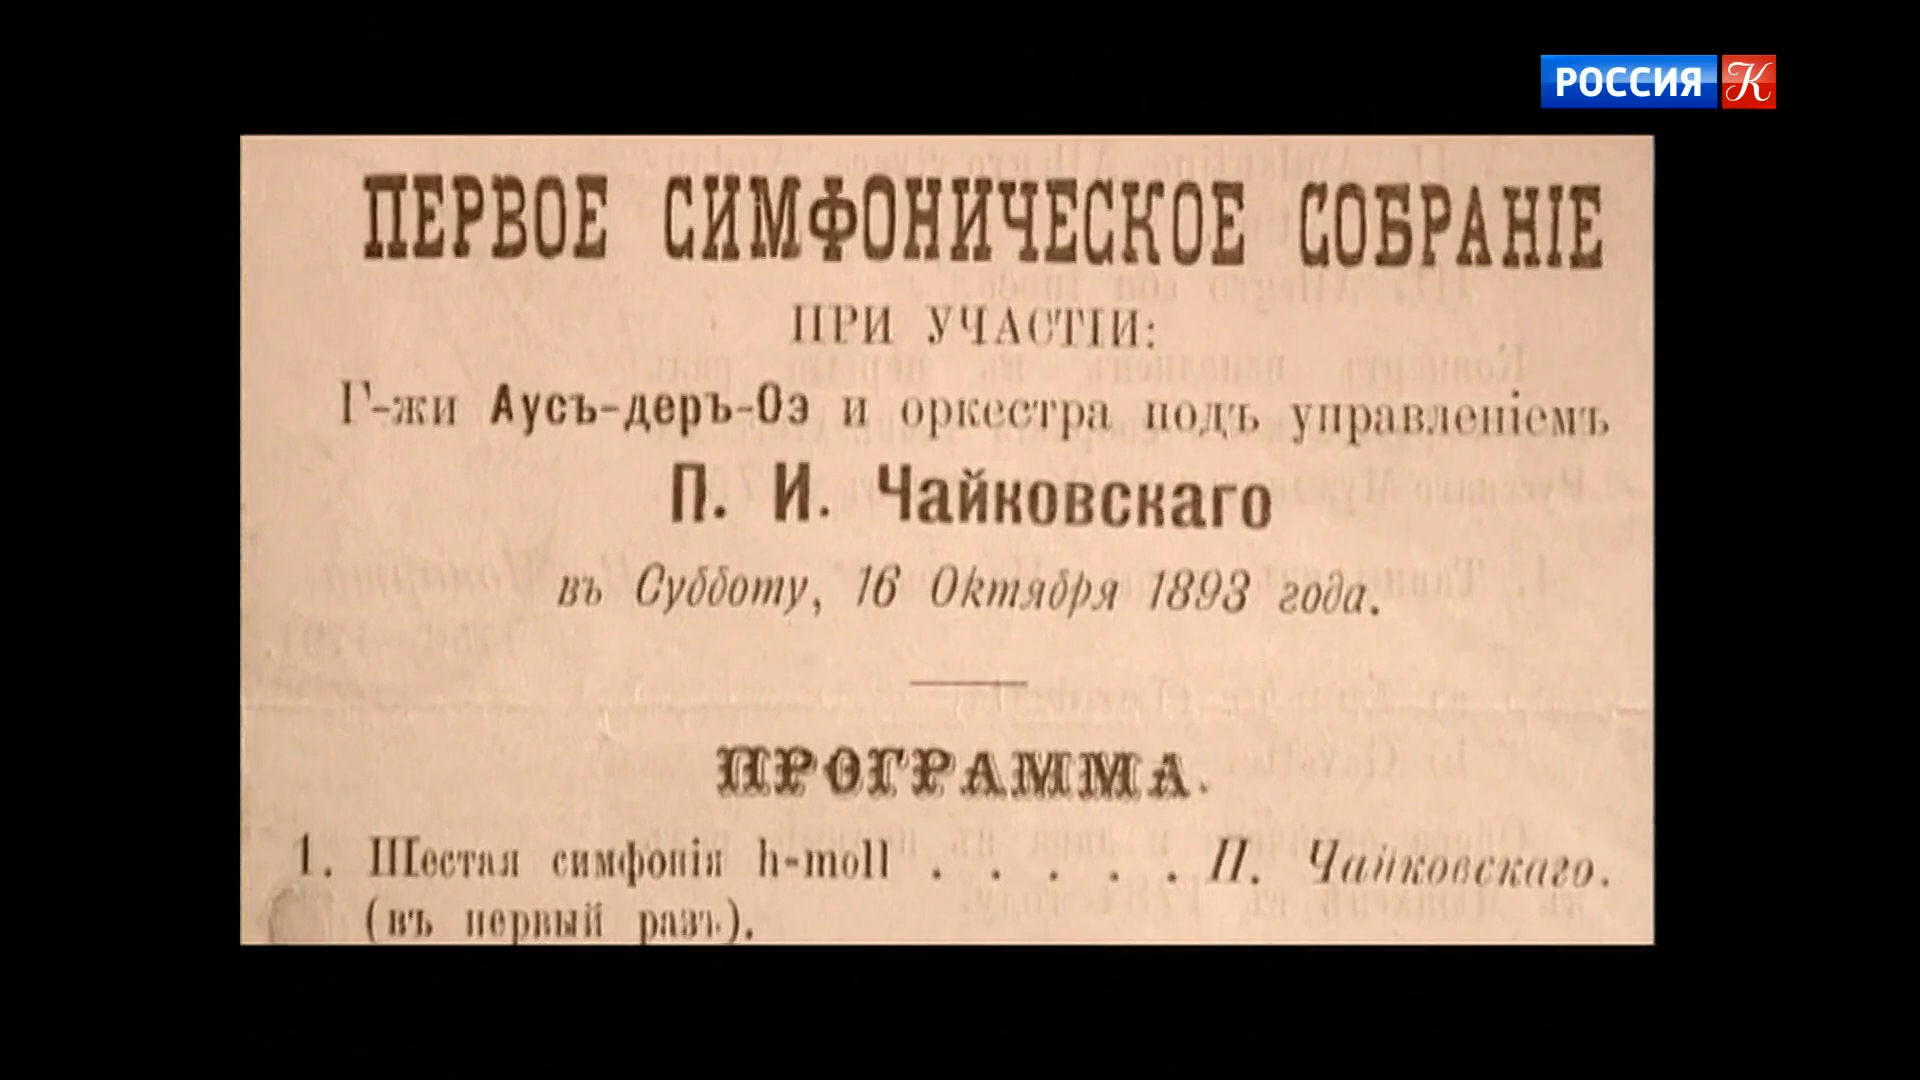 РОССИЯ К
ПЕРВОЕ СИМФОНИЧЕСКОЕ СОБРАНІЕ
ПРИ УЧАСТІИ:
Г-жи Аусъ-деръ-Оэ и оркестра подъ управленіемъ
П. И. Чайковскаго
въ Субботу, 16 Октября 1893 года.
ПРОГРАММА.
1. Шестая симфонія h-moll . . . . . П. Чайковскаго.
(въ первый разъ).